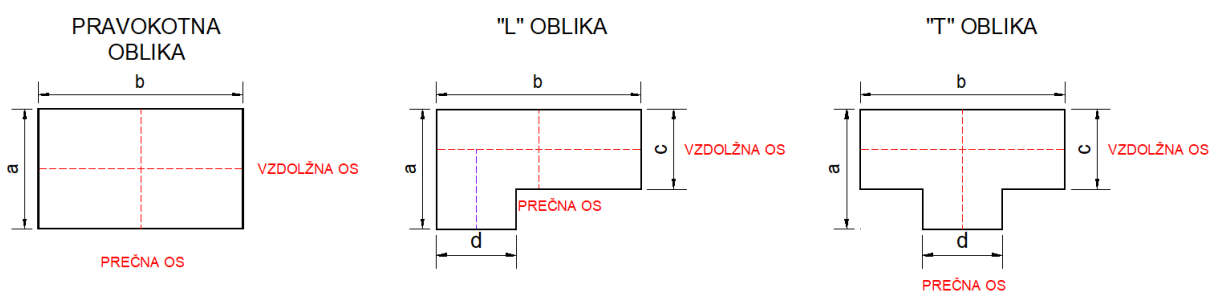 PRAVOKOTNA
OBLIKA
b
a
VZDOLŽNA OS
PREČNA OS
"L" OBLIKA
b
a
c
VZDOLŽNA OS
PREČNA OS
d
"T" OBLIKA
b
a
c
VZDOLŽNA OS
d
PREČNA OS